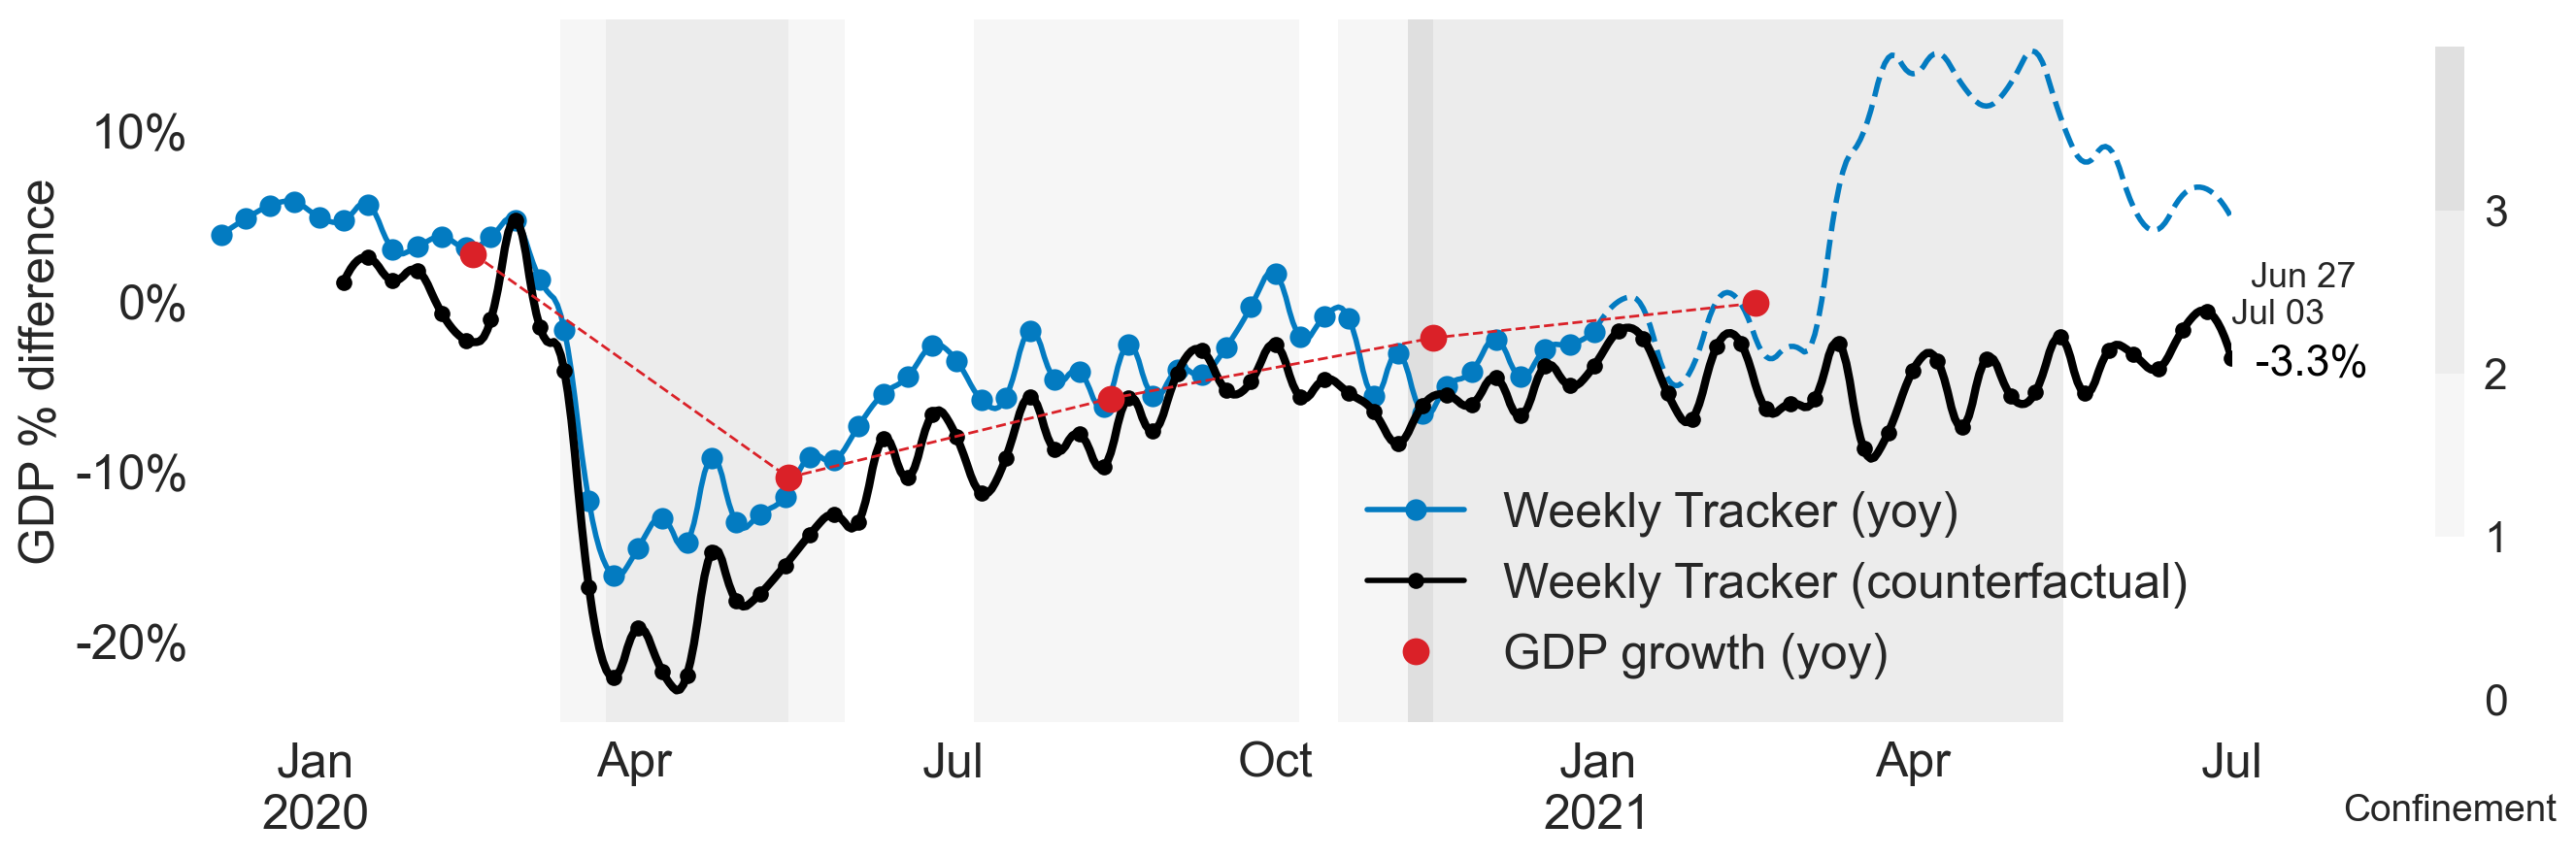 GDP % difference
10%
0%
-10%
-20%
Jan
2020
Apr
Jul
Oct
Jan
2021
Apr
Jul
Weekly Tracker (yoy)
Weekly Tracker (counterfactual)
GDP growth (yoy)
Jun 27
Jul 03
-3.3%
3
2
1
0
Confinement